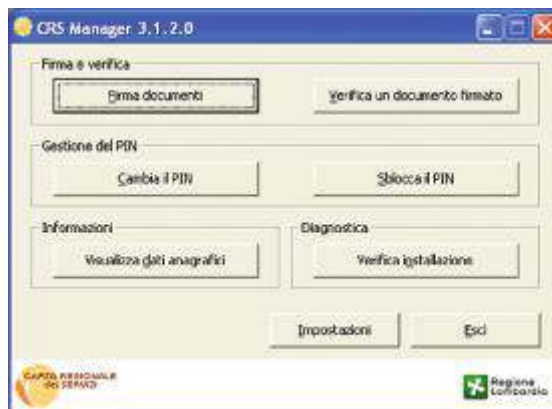 CRS Manager 3.1.2.0
Firma e verifica
Firma documenti
Verifica un documento firmato
Gestione del PIN
Cambia il PIN
Sblocca il PIN
Informazioni
Diagnostica
Visualizza dati anagrafici
Verifica installazione
Impostazioni
Esci
CARTA REGIONALE
dei SERVIZI
Regione
Lombardia